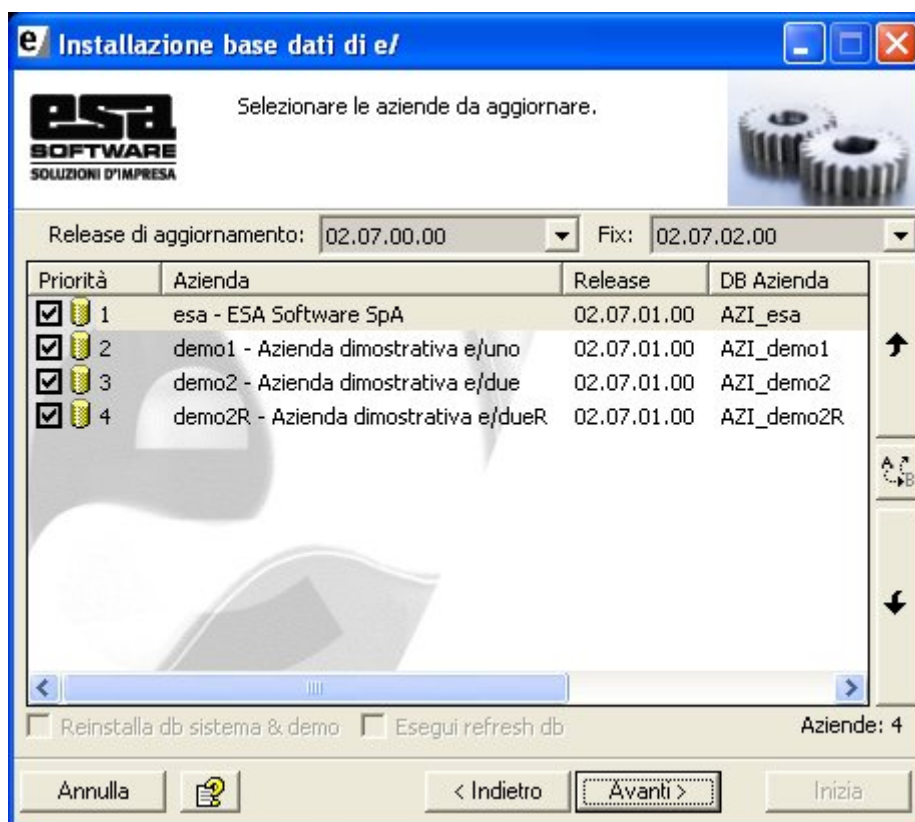 e/ Installazione base dati di e/
esa
SOFTWARE
SOLUZIONI D'IMPRESA
Selezionare le aziende da aggiornare.
Release di aggiornamento: 02.07.00.00 Fix: 02.07.02.00
Priorità Azienda Release DB Azienda
1 esa - ESA Software SpA 02.07.01.00 AZI_esa
2 demo1 - Azienda dimostrativa e/uno 02.07.01.00 AZI_demo1
3 demo2 - Azienda dimostrativa e/due 02.07.01.00 AZI_demo2
4 demo2R - Azienda dimostrativa e/dueR 02.07.01.00 AZI_demo2R
A B
Reinstalla db sistema & demo Esegui refresh db Aziende: 4
Annulla < Indietro Avanti > Inizia